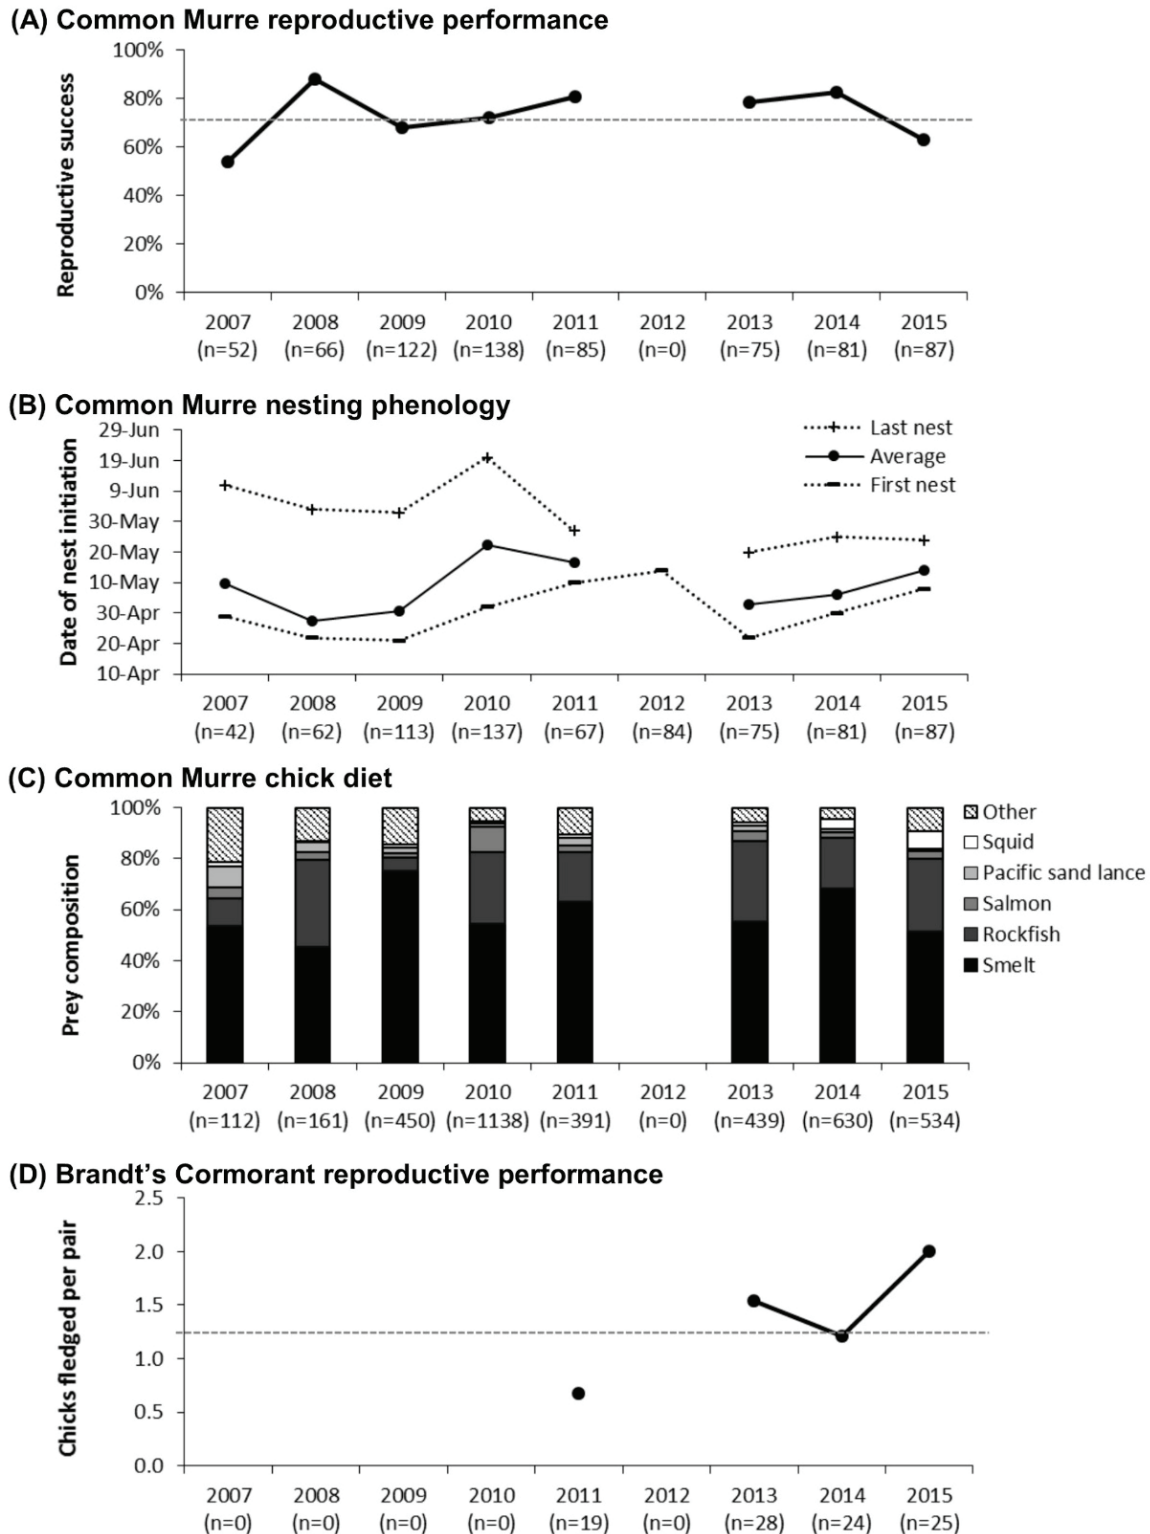 (A) Common Murre reproductive performance
Reproductive success
100%
80%
60%
40%
20%
0%
2007 2008 2009 2010 2011 2012 2013 2014 2015
(n=52) (n=66) (n=122) (n=138) (n=85) (n=0) (n=75) (n=81) (n=87)
(B) Common Murre nesting phenology
Date of nest initiation
29-Jun
19-Jun
9-Jun
30-May
20-May
10-May
30-Apr
20-Apr
10-Apr
Last nest
Average
First nest
2007 2008 2009 2010 2011 2012 2013 2014 2015
(n=42) (n=62) (n=113) (n=137) (n=67) (n=84) (n=75) (n=81) (n=87)
(C) Common Murre chick diet
Prey composition
100%
80%
60%
40%
20%
0%
Other
Squid
Pacific sand lance
Salmon
Rockfish
Smelt
2007 2008 2009 2010 2011 2012 2013 2014 2015
(n=112) (n=161) (n=450) (n=1138) (n=391) (n=0) (n=439) (n=630) (n=534)
(D) Brandt’s Cormorant reproductive performance
Chicks fledged per pair
2.5
2.0
1.5
1.0
0.5
0.0
2007 2008 2009 2010 2011 2012 2013 2014 2015
(n=0) (n=0) (n=0) (n=0) (n=19) (n=0) (n=28) (n=24) (n=25)